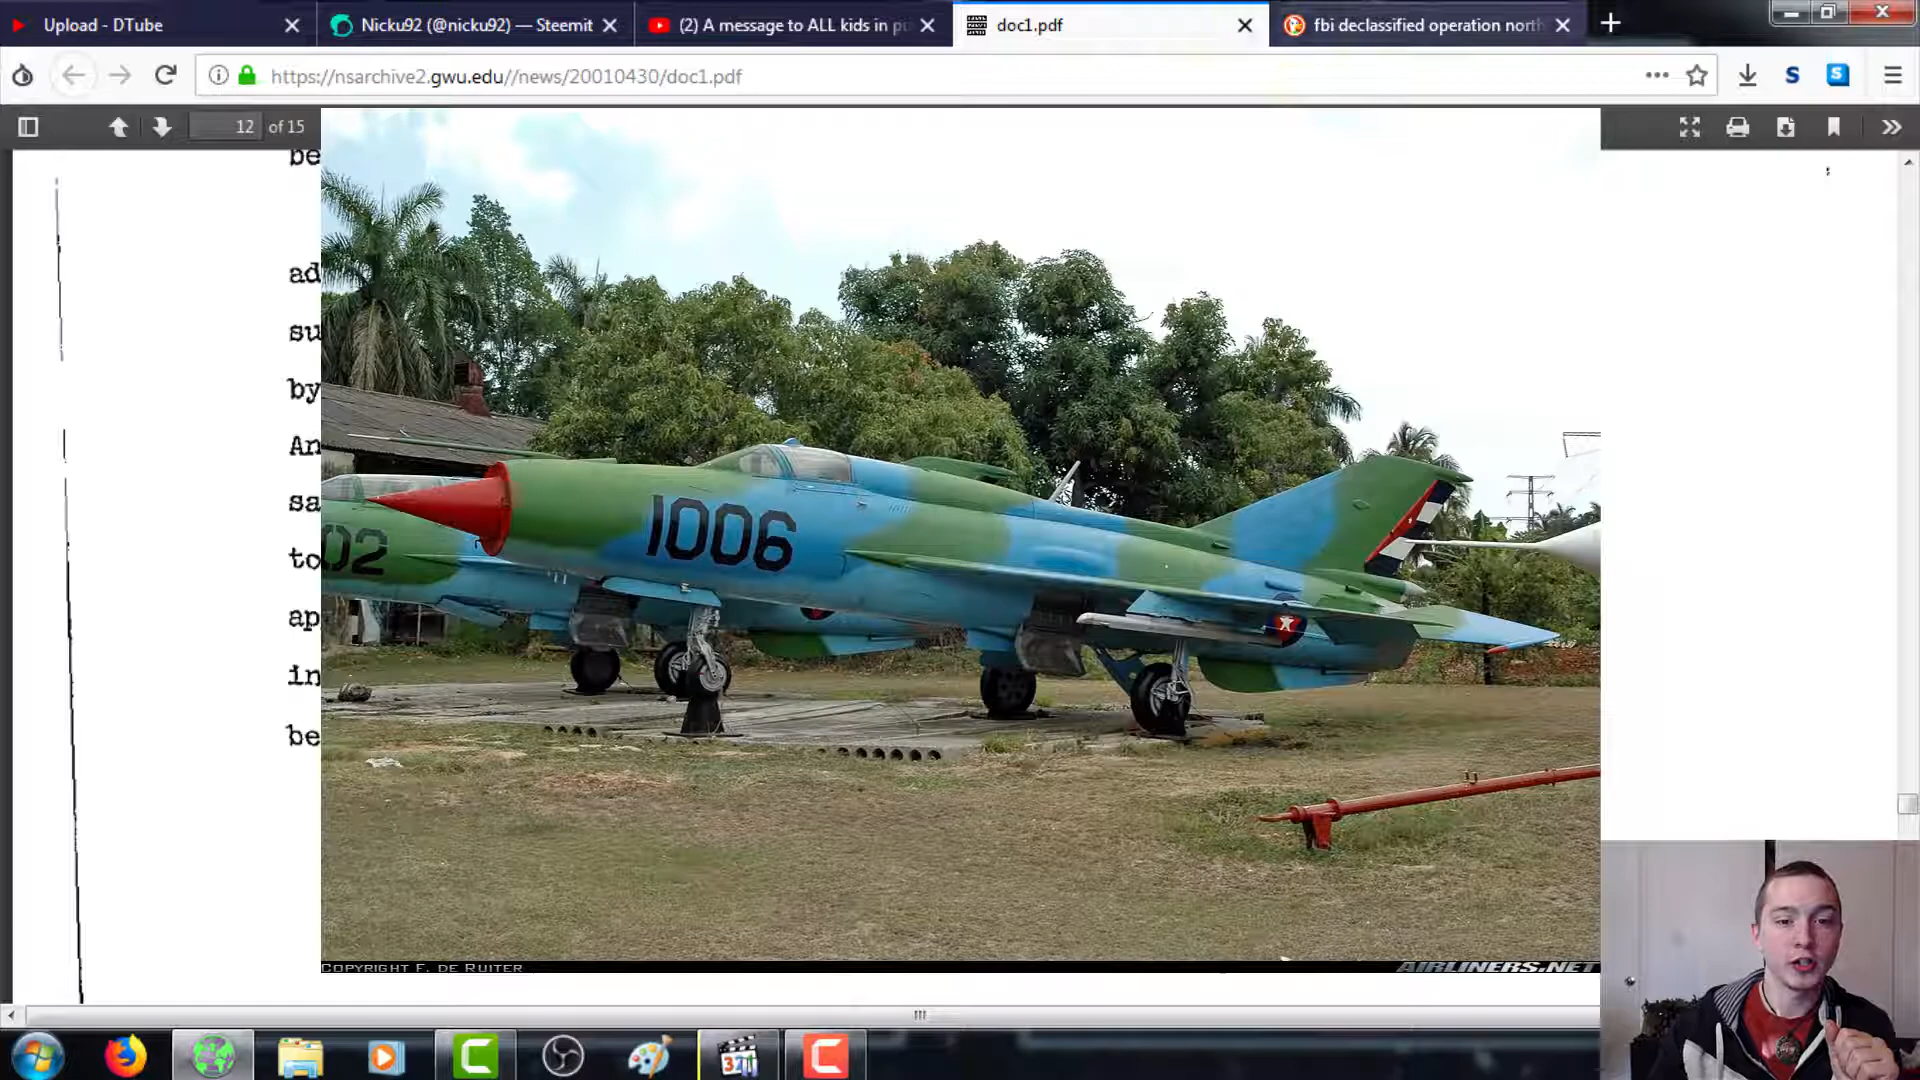 Upload - DTube
Nicku92 (@nicku92) — Steemit
(2) A message to ALL kids in pu
doc1.pdf
fbi declassified operation north
https://nsarchive2.gwu.edu//news/20010430/doc1.pdf
S
S
12 of 15
be
ad
su
by
An
sa
to
ap
in
be
02
1006
COPYRIGHT F. DE RUITER
AIRLINERS.NET
321